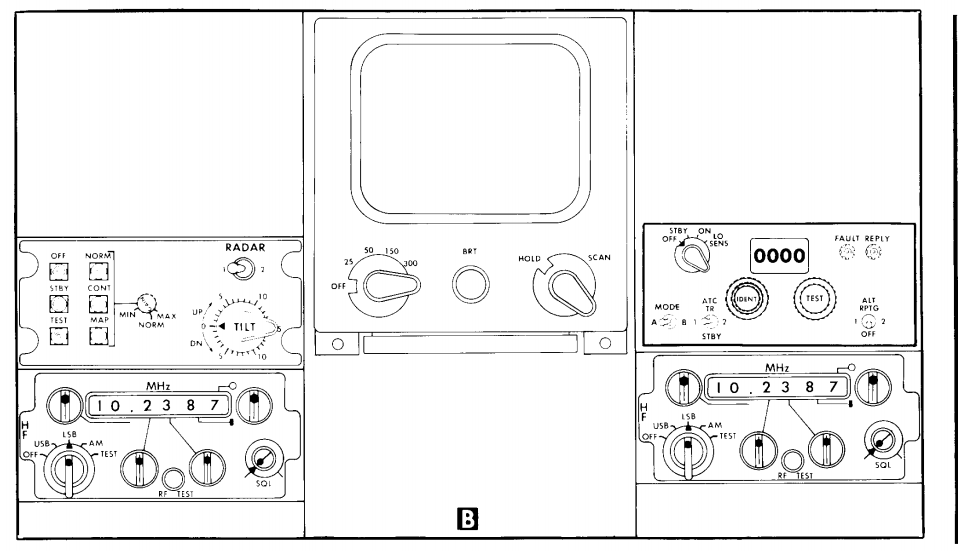 RADAR
OFF NORM
STBY CONT
TEST MAP
MIN MAX
NORM
1 2
UP
5 10
0 TILT 5
DN
5 10
MHz
10.2387
HF
OFF USB LSB AM TEST
RF TEST
SQL
OFF 25 50 150 300
BRT
HOLD SCAN
B
OFF STBY ON LO SENS
0000
FAULT REPLY
IDENT
TEST
MODE
A B
ATC
TR
1 2
STBY
ALT
RPTG
1 2
OFF
MHz
10.2387
HF
OFF USB LSB AM TEST
RF TEST
SQL